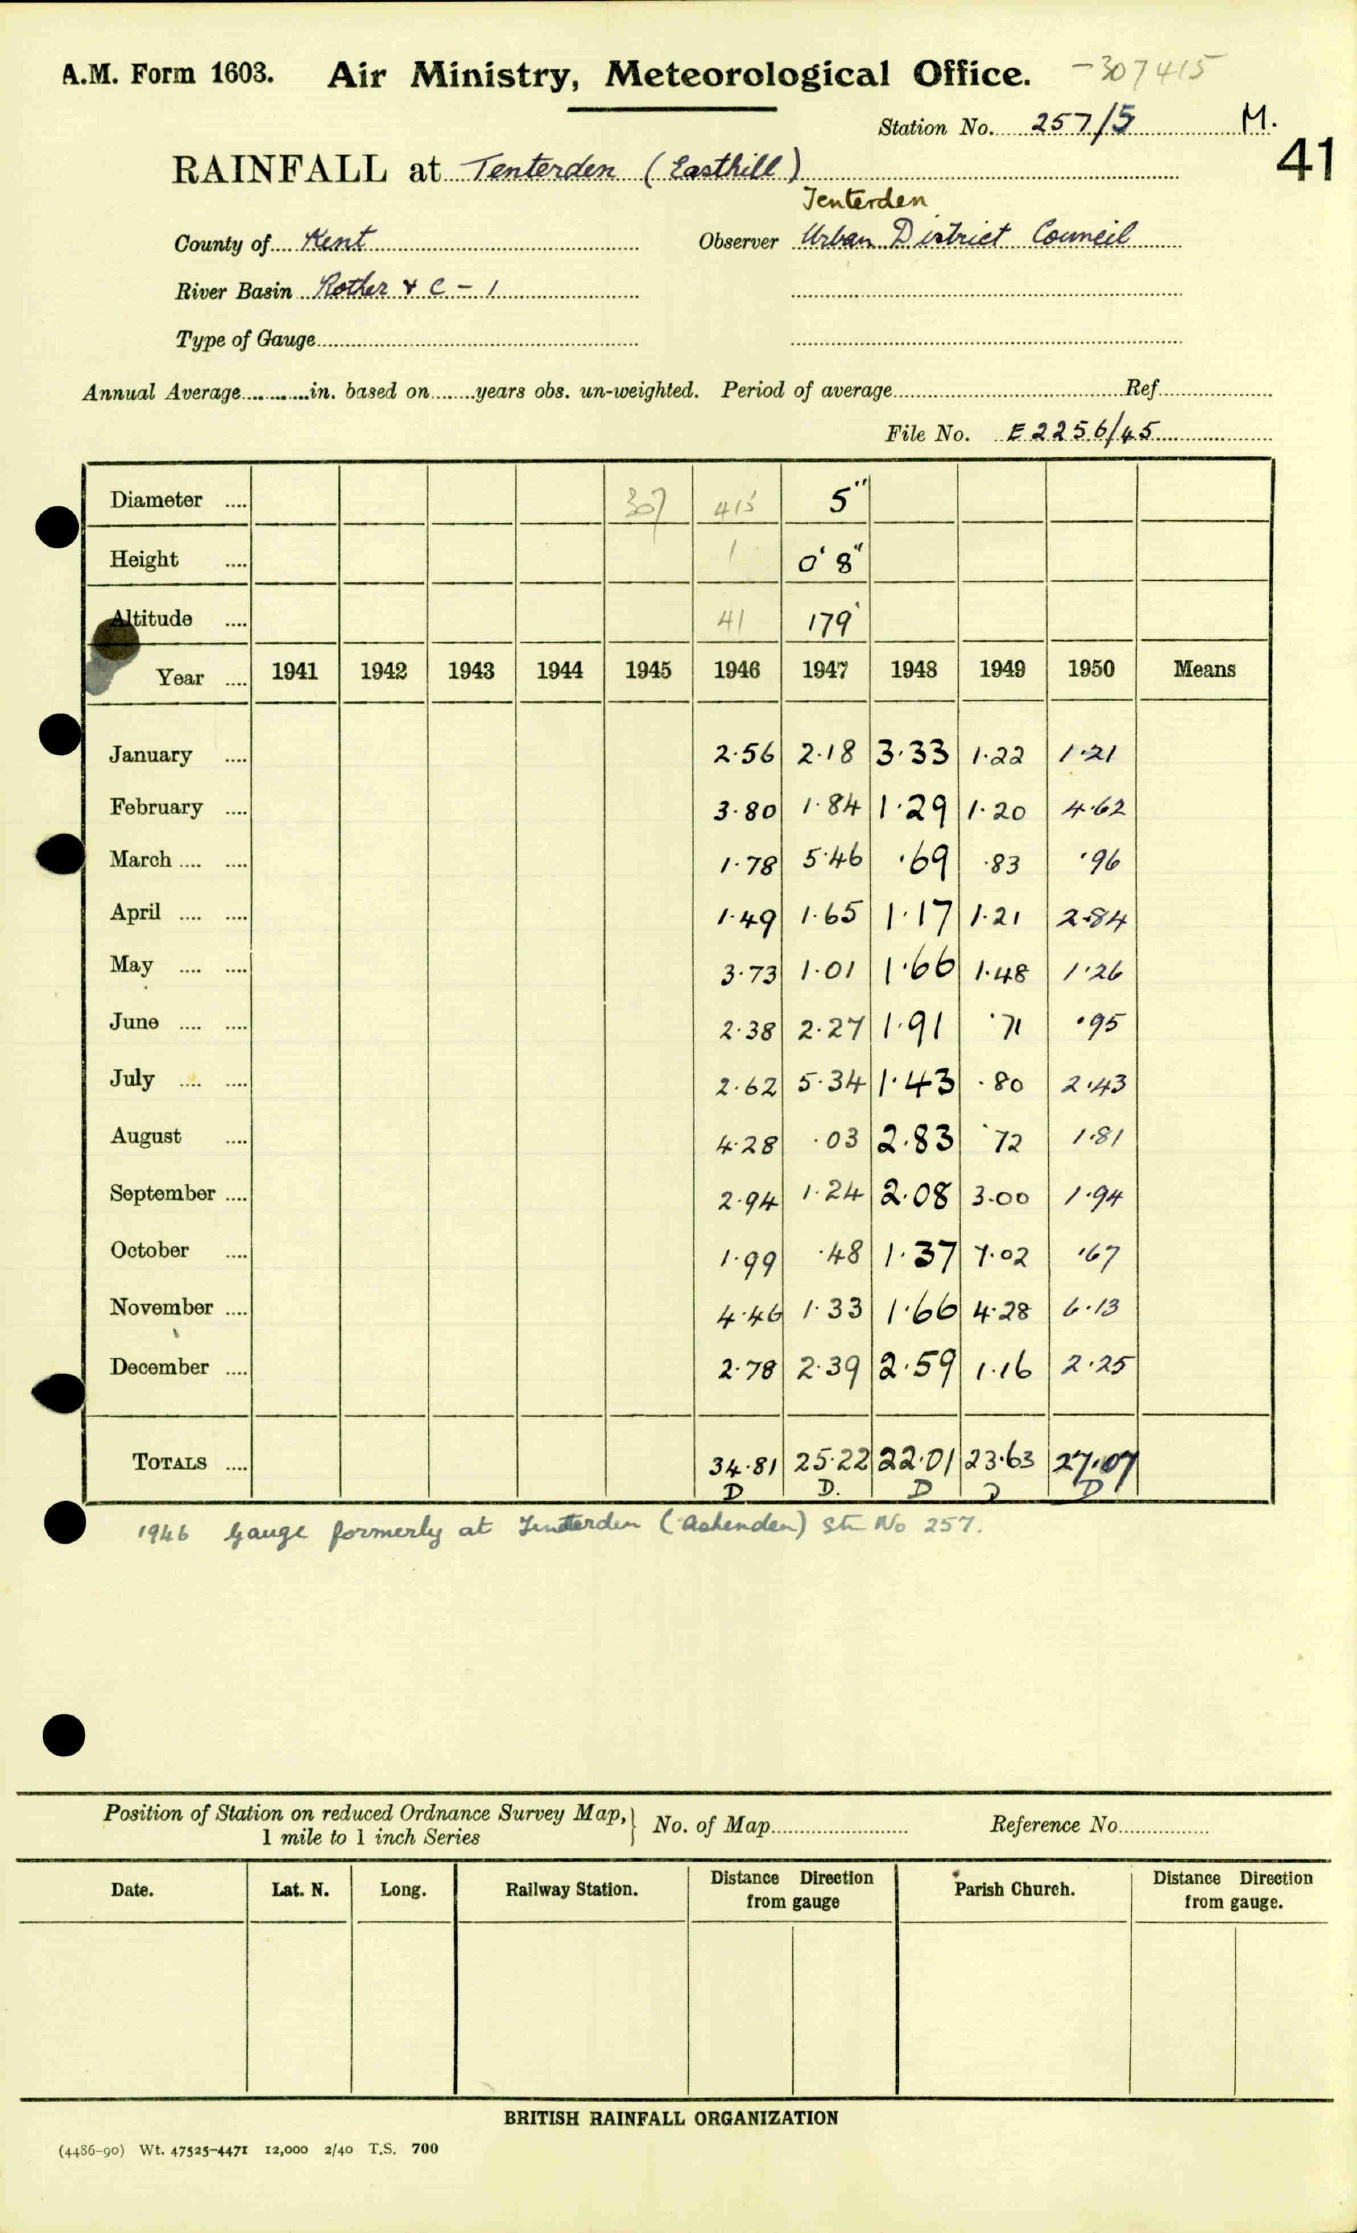 A.M. Form 1603. Air Ministry, Meteorological Office. -307415
Station No. 257/5 M.
41
RAINFALL at Tenterden (Easthill)
Tenterden
County of Kent Observer Urban District Council
River Basin Rother & C - 1
Type of Gauge
Annual Average in. based on years obs. un-weighted. Period of average Ref
File No. E2256/45
Diameter .... 307 415 5"
Height .... 1 0' 8"
Altitude .... 41 179'
Year .... 1941 1942 1943 1944 1945 1946 1947 1948 1949 1950 Means
January .... 2.56 2.18 3.33 1.22 1.21
February .... 3.80 1.84 1.29 1.20 4.62
March .... .... 1.78 5.46 .69 .83 .96
April .... .... 1.49 1.65 1.17 1.21 2.84
May .... .... 3.73 1.01 1.66 1.48 1.26
June .... .... 2.38 2.27 1.91 .71 .95
July .... .... 2.62 5.34 1.43 .80 2.43
August .... 4.28 .03 2.83 .72 1.81
September .... 2.94 1.24 2.08 3.00 1.94
October .... 1.99 .48 1.37 7.02 .67
November .... 4.46 1.33 1.66 4.28 6.13
December .... 2.78 2.39 2.59 1.16 2.25
TOTALS .... 34.81 25.22 22.01 23.63 27.07
D D. D D D
1946 Gauge formerly at Tenterden (Ashenden) Stn No 257.
Position of Station on reduced Ordnance Survey Map, } No. of Map Reference No
1 mile to 1 inch Series
Date. Lat. N. Long. Railway Station. Distance Direction from gauge Parish Church. Distance Direction from gauge.
BRITISH RAINFALL ORGANIZATION
(4486-90) Wt. 47525-4471 12,000 2/40 T.S. 700